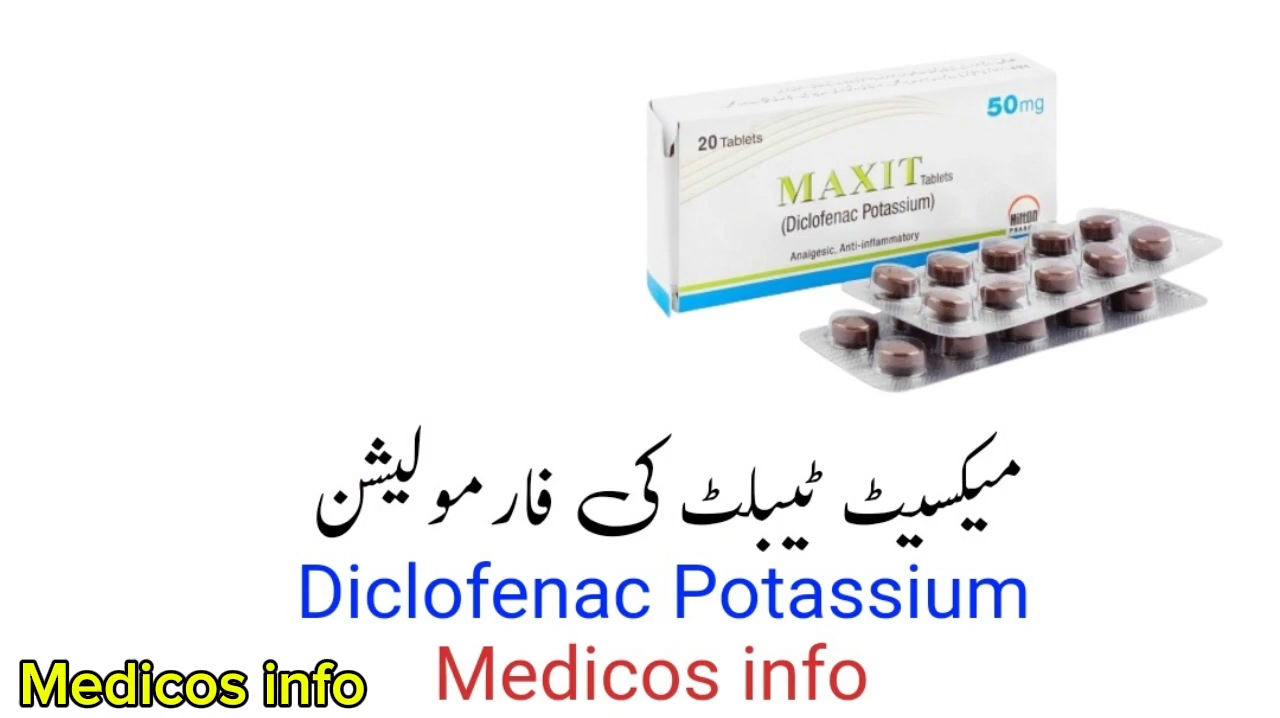 50mg
20 Tablets
MAXIT Tablets
(Diclofenac Potassium)
Analgesic, Anti-inflammatory
Hilton
میکسیٹ ٹیبلٹ کی فارمولیشن
Diclofenac Potassium
Medicos info
Medicos info